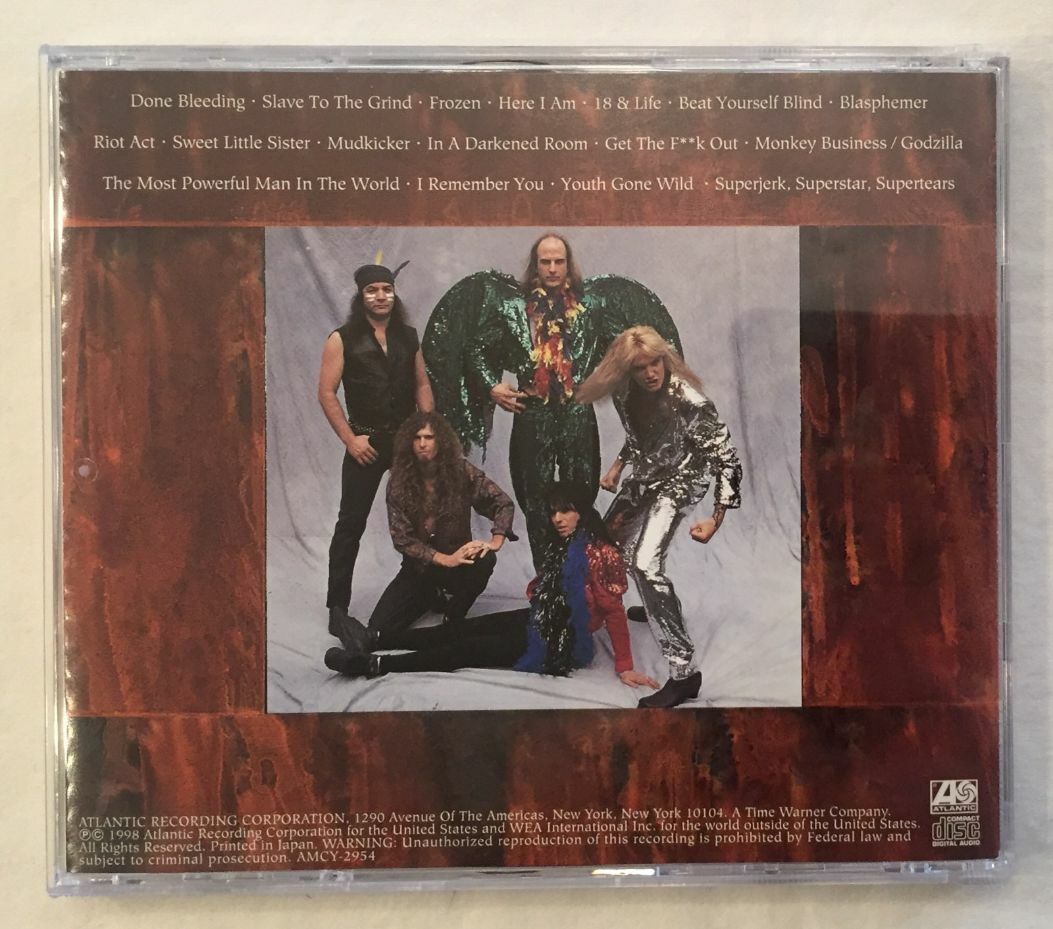 Done Bleeding · Slave To The Grind · Frozen · Here I Am · 18 & Life · Beat Yourself Blind · Blasphemer
Riot Act · Sweet Little Sister · Mudkicker · In A Darkened Room · Get The F**k Out · Monkey Business / Godzilla
The Most Powerful Man In The World · I Remember You · Youth Gone Wild · Superjerk, Superstar, Supertears
ATLANTIC RECORDING CORPORATION, 1290 Avenue Of The Americas, New York, New York 10104. A Time Warner Company.
℗© 1998 Atlantic Recording Corporation for the United States and WEA International Inc. for the world outside of the United States.
All Rights Reserved. Printed in Japan. WARNING: Unauthorized reproduction of this recording is prohibited by Federal law and
subject to criminal prosecution. AMCY-2954
ATLANTIC
COMPACT
disc
DIGITAL AUDIO